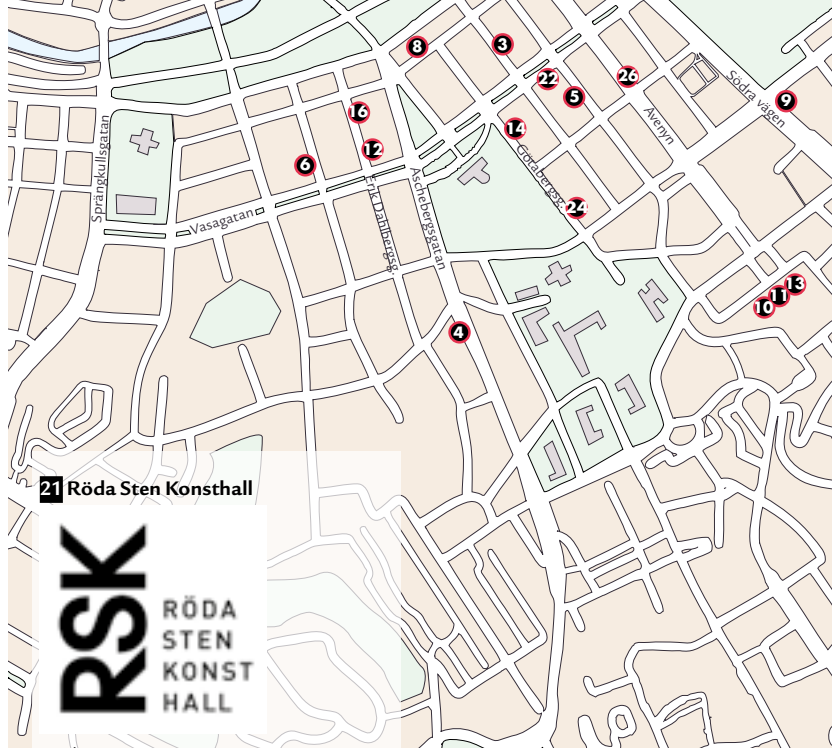 8
3
22
26
5
9
Södra vägen
16
14
Avenyn
Sprängkullsgatan
12
6
Götabergsg.
Aschebergsgatan
Erik Dahlbergsg.
24
Vasagatan
13
11
10
4
21 Röda Sten Konsthall
RSK
RÖDA
STEN
KONST
HALL